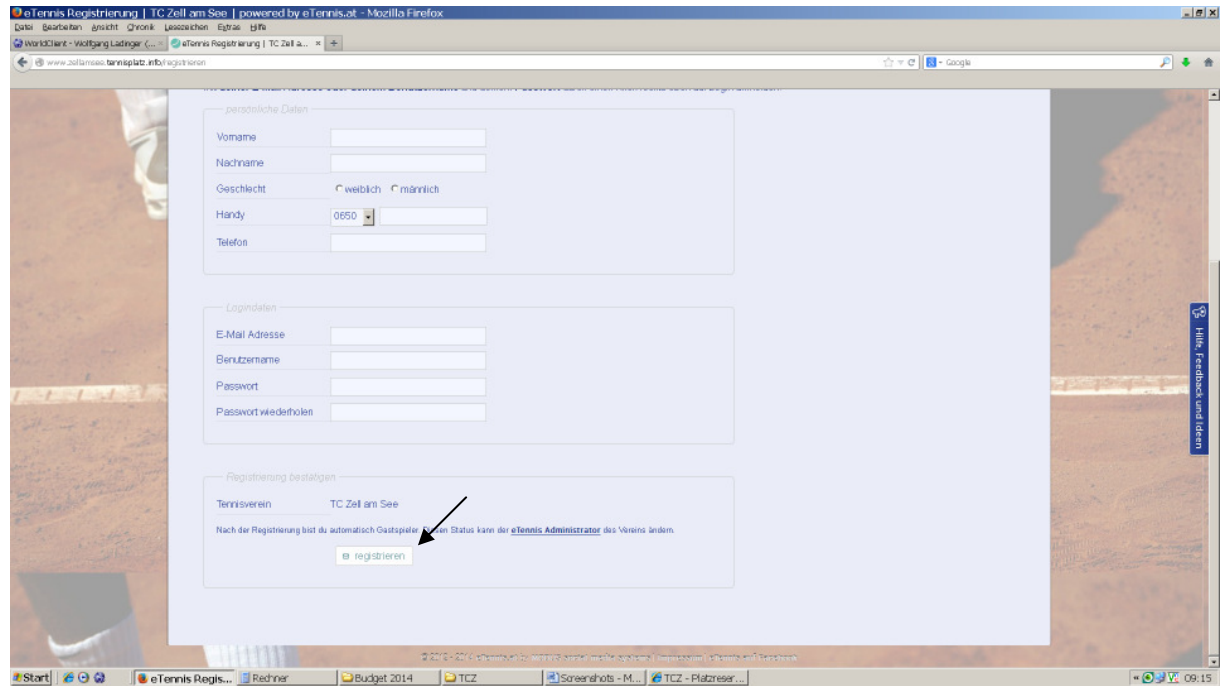 eTennis Registrierung | TC Zell am See | powered by eTennis.at - Mozilla Firefox
Datei Bearbeiten Ansicht Chronik Lesezeichen Extras Hilfe
WorldClient - Wolfgang Ladinger (... × eTennis Registrierung | TC Zell a... × +
www.zellamsee.tennisplatz.info/registrieren
Google
persönliche Daten
Vorname
Nachname
Geschlecht weiblich männlich
Handy 0650
Telefon
Logindaten
E-Mail Adresse
Benutzername
Passwort
Passwort wiederholen
Registrierung bestätigen
Tennisverein TC Zell am See
Nach der Registrierung bist du automatisch Gastspieler. Diesen Status kann der eTennis Administrator des Vereins ändern.
registrieren
Hilfe, Feedback und Ideen
Start eTennis Regis... Rechner Budget 2014 TCZ Screenshots - M... TCZ - Platzreser... 09:15